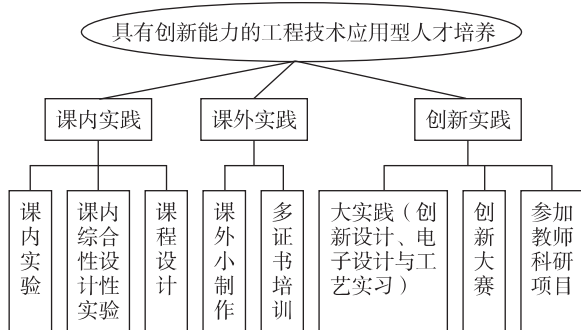 具有创新能力的工程技术应用型人才培养
课内实践
课外实践
创新实践
课
内
实
验
课内
综合
性设
计性
实验
课
程
设
计
课
外
小
制
作
多
证
书
培
训
大实践（创
新设计、电
子设计与工
艺实习）
创
新
大
赛
参加
教师
科研
项目